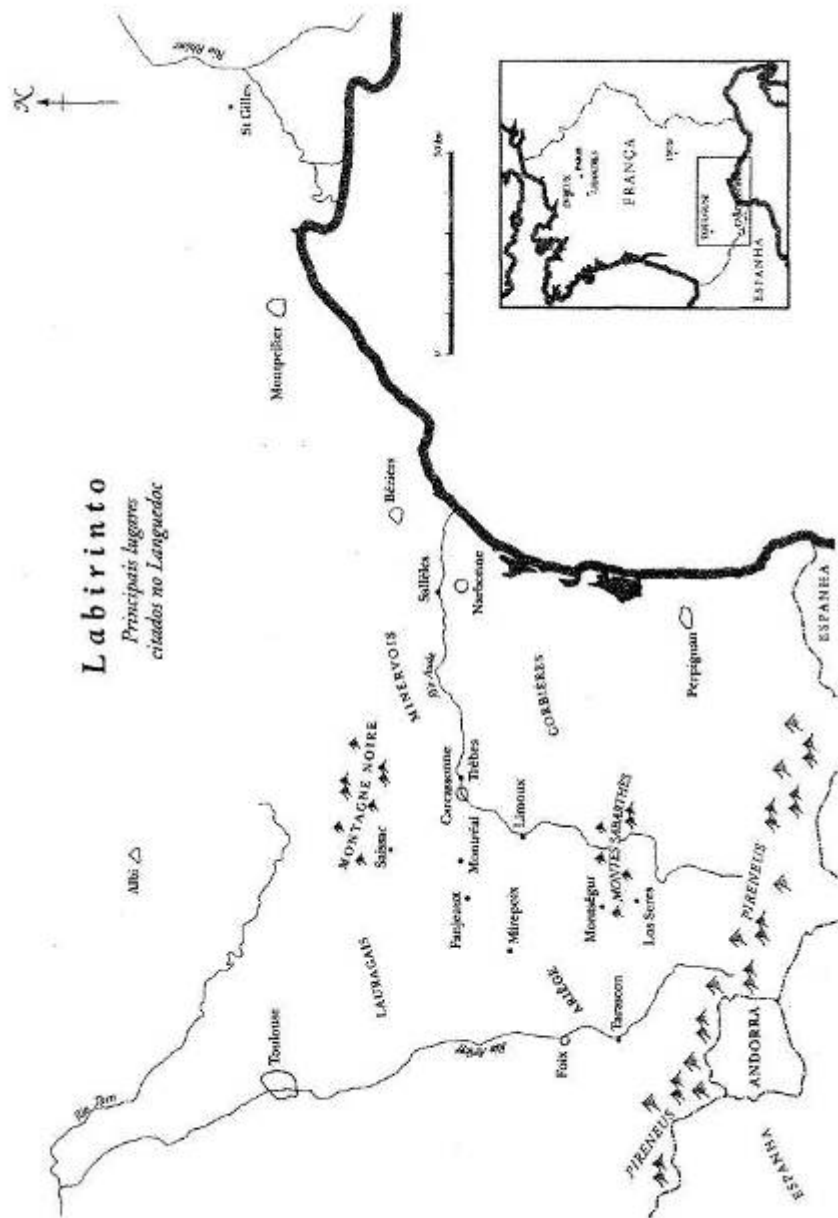 Labirinto
Principais lugares
citados no Languedoc
N
Rio Rhône
St Gilles
Montpellier
Albi
Rio Tarn
Toulouse
LAURAGAIS
MONTAGNE NOIRE
Saissac
MINERVOIS
Béziers
Sallèles
Narbonne
Rio Aude
Carcassonne
Trèbes
Montréal
Fanjeaux
Limoux
Mirepoix
CORBIÈRES
Rio Ariège
ARIÈGE
Foix
Tarascon
Montségur
MONTES SABARTHÈS
Los Seres
Perpignan
PIRENEUS
PIRENEUS
ANDORRA
ESPANHA
ESPANHA
0
PARIS
FRANÇA
TOULOUSE
ESPANHA